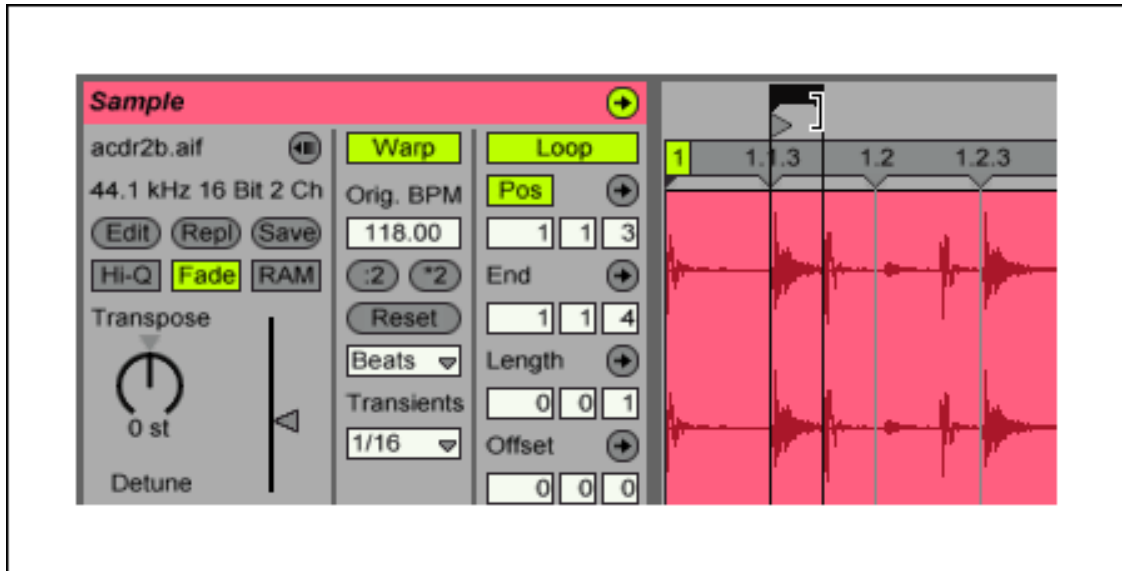 Sample
acdr2b.aif
44.1 kHz 16 Bit 2 Ch
Edit Repl Save
Hi-Q Fade RAM
Transpose
0 st
Detune
Warp
Orig. BPM
118.00
:2 *2
Reset
Beats
Transients
1/16
Loop
Pos
1 1 3
End
1 1 4
Length
0 0 1
Offset
0 0 0
1 1.1.3 1.2 1.2.3